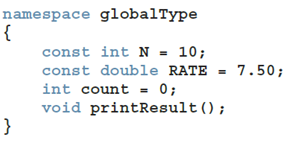 namespace globalType
{
    const int N = 10;
    const double RATE = 7.50;
    int count = 0;
    void printResult();
}